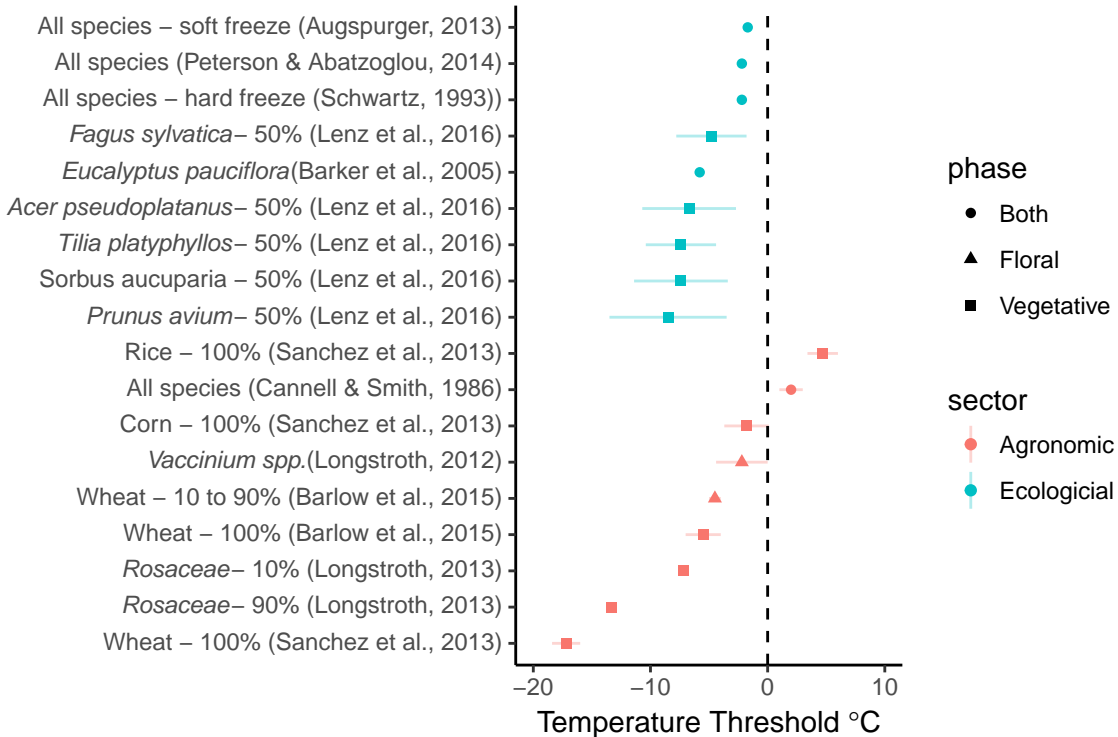 All species – soft freeze (Augspurger, 2013)
All species (Peterson & Abatzoglou, 2014)
All species – hard freeze (Schwartz, 1993))
Fagus sylvatica– 50% (Lenz et al., 2016)
Eucalyptus pauciflora(Barker et al., 2005)
Acer pseudoplatanus– 50% (Lenz et al., 2016)
Tilia platyphyllos– 50% (Lenz et al., 2016)
Sorbus aucuparia – 50% (Lenz et al., 2016)
Prunus avium– 50% (Lenz et al., 2016)
Rice – 100% (Sanchez et al., 2013)
All species (Cannell & Smith, 1986)
Corn – 100% (Sanchez et al., 2013)
Vaccinium spp.(Longstroth, 2012)
Wheat – 10 to 90% (Barlow et al., 2015)
Wheat – 100% (Barlow et al., 2015)
Rosaceae– 10% (Longstroth, 2013)
Rosaceae– 90% (Longstroth, 2013)
Wheat – 100% (Sanchez et al., 2013)
−20 −10 0 10
Temperature Threshold °C
phase
Both
Floral
Vegetative
sector
Agronomic
Ecologicial